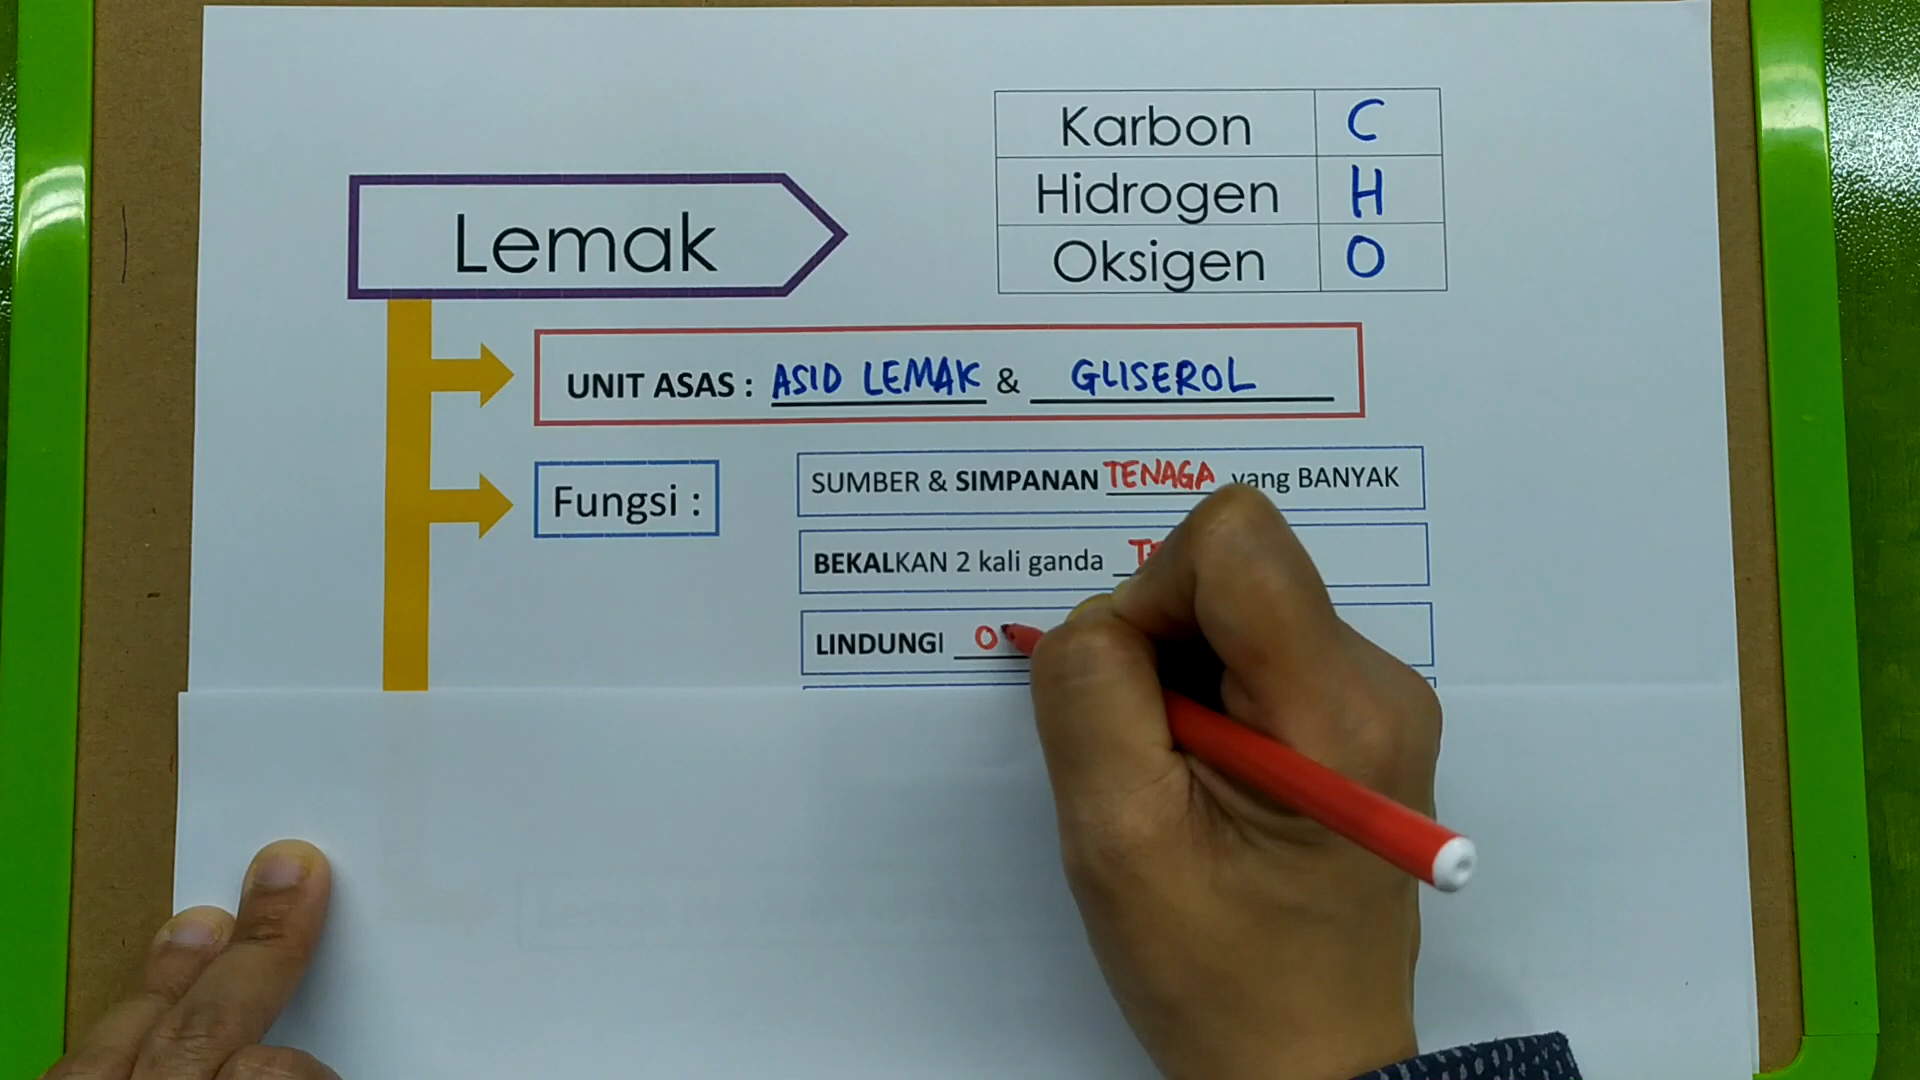 Karbon C
Hidrogen H
Oksigen O
Lemak
UNIT ASAS : ASID LEMAK & GLISEROL
Fungsi :
SUMBER & SIMPANAN TENAGA yang BANYAK
BEKALKAN 2 kali ganda
LINDUNGI O